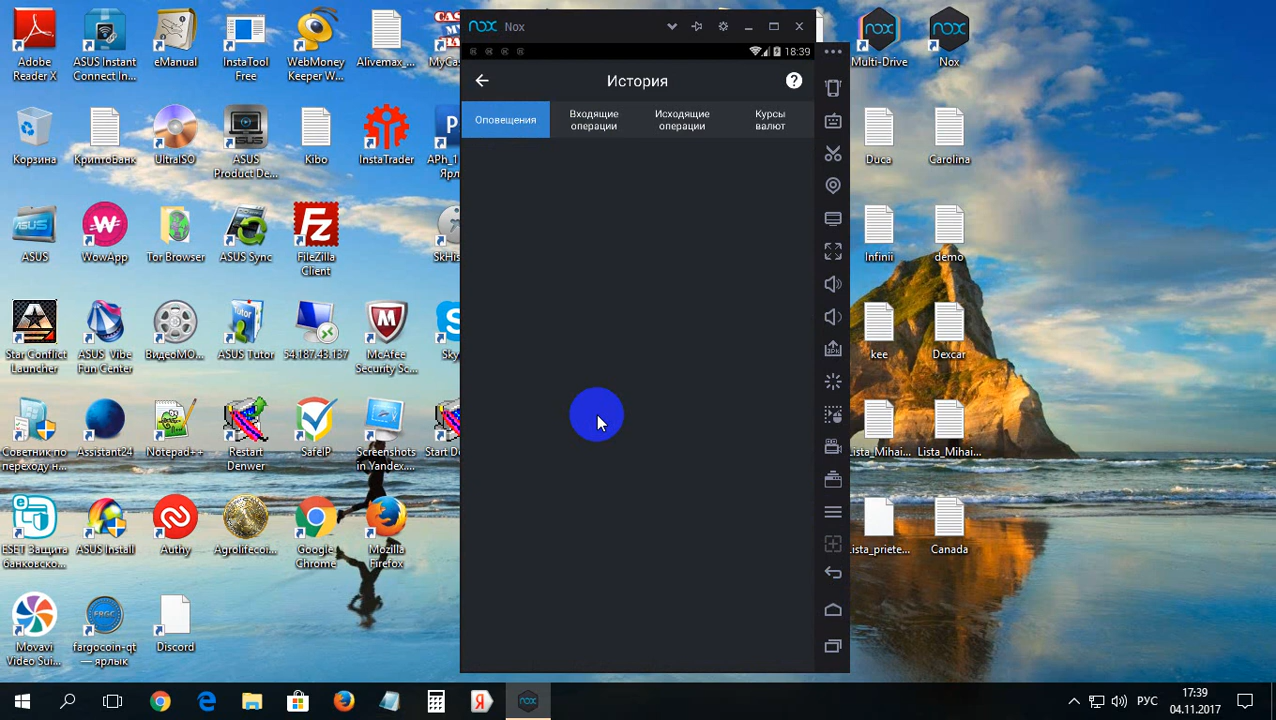 nox Nox
18:39
История
Оповещения
Входящие
операции
Исходящие
операции
Курсы
валют
Adobe
Reader X
ASUS Instant
Connect In...
eManual
InstaTool
Free
WebMoney
Keeper W...
Alivemax_...
Multi-Drive
Nox
Корзина
КриптоБанк
UltraISO
ASUS
Product De...
Kibo
InstaTrader
Duca
Carolina
ASUS
WowApp
Tor Browser
ASUS Sync
FileZilla
Client
Infinii
demo
Star Conflict
Launcher
ASUS Vibe
Fun Center
ВидеоМО...
ASUS Tutor
54.187.43.137
McAfee
Security Sc...
kee
Dexcar
Советник по
переходу н...
Assistant24
Notepad++
Restart
Denwer
SafeIP
Screenshots
in Yandex....
Lista_Mihai...
Lista_Mihai...
ESET Защита
банковско...
ASUS Install
Authy
Agrolifecoi...
Google
Chrome
Mozilla
Firefox
Lista_priete...
Canada
Movavi
Video Sui...
fargocoin-qt
— ярлык
Discord
РУС
17:39
04.11.2017